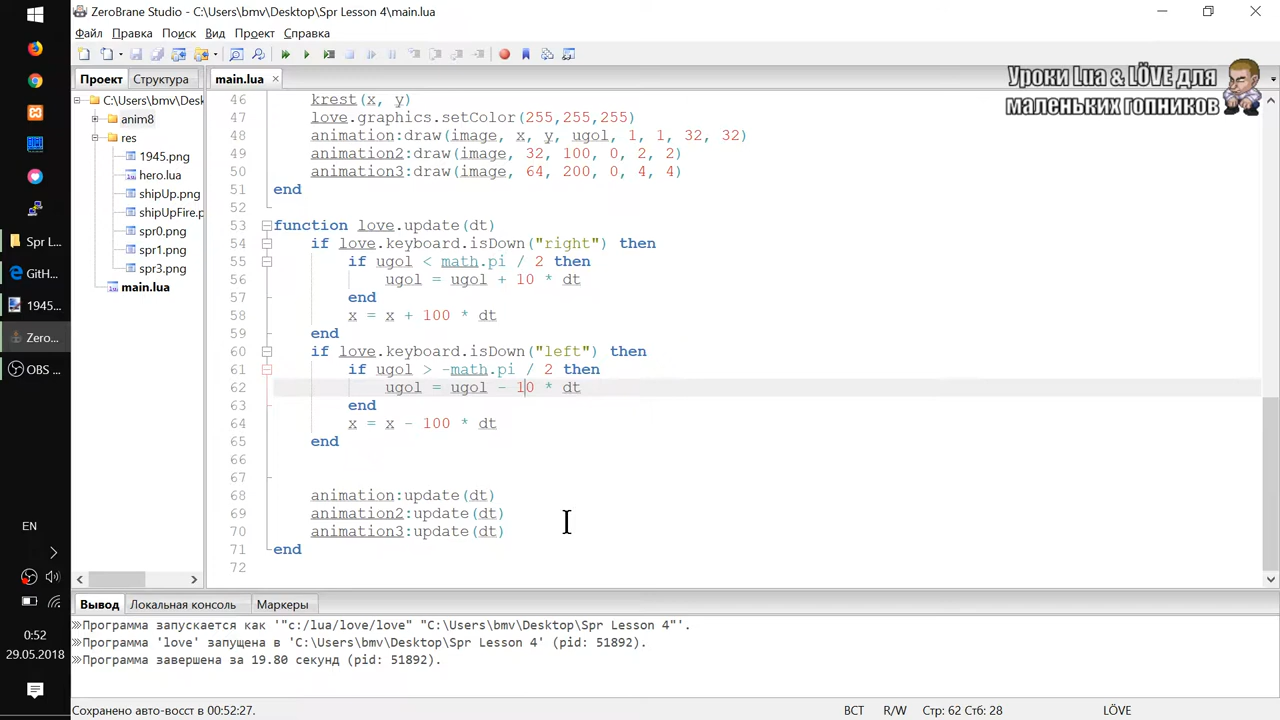 ZeroBrane Studio - C:\Users\bmv\Desktop\Spr Lesson 4\main.lua
Файл Правка Поиск Вид Проект Справка
Проект Структура main.lua
Уроки Lua & LÖVE для
маленьких гопников
C:\Users\bmv\Desk
anim8
res
1945.png
hero.lua
shipUp.png
shipUpFire.p
spr0.png
spr1.png
spr3.png
main.lua
46 krest(x, y)
47 love.graphics.setColor(255,255,255)
48 animation:draw(image, x, y, ugol, 1, 1, 32, 32)
49 animation2:draw(image, 32, 100, 0, 2, 2)
50 animation3:draw(image, 64, 200, 0, 4, 4)
51 end
52
53 function love.update(dt)
54 if love.keyboard.isDown("right") then
55 if ugol < math.pi / 2 then
56 ugol = ugol + 10 * dt
57 end
58 x = x + 100 * dt
59 end
60 if love.keyboard.isDown("left") then
61 if ugol > -math.pi / 2 then
62 ugol = ugol - 10 * dt
63 end
64 x = x - 100 * dt
65 end
66
67
68 animation:update(dt)
69 animation2:update(dt)
70 animation3:update(dt)
71 end
72
Spr L...
GitH...
1945...
Zero...
OBS ...
EN
0:52
29.05.2018
Вывод Локальная консоль Маркеры
Программа запускается как '"c:/lua/love/love" "C:\Users\bmv\Desktop\Spr Lesson 4"'.
Программа 'love' запущена в 'C:\Users\bmv\Desktop\Spr Lesson 4' (pid: 51892).
Программа завершена за 19.80 секунд (pid: 51892).
Сохранено авто-восст в 00:52:27. ВСТ R/W Стр: 62 Стб: 28 LÖVE